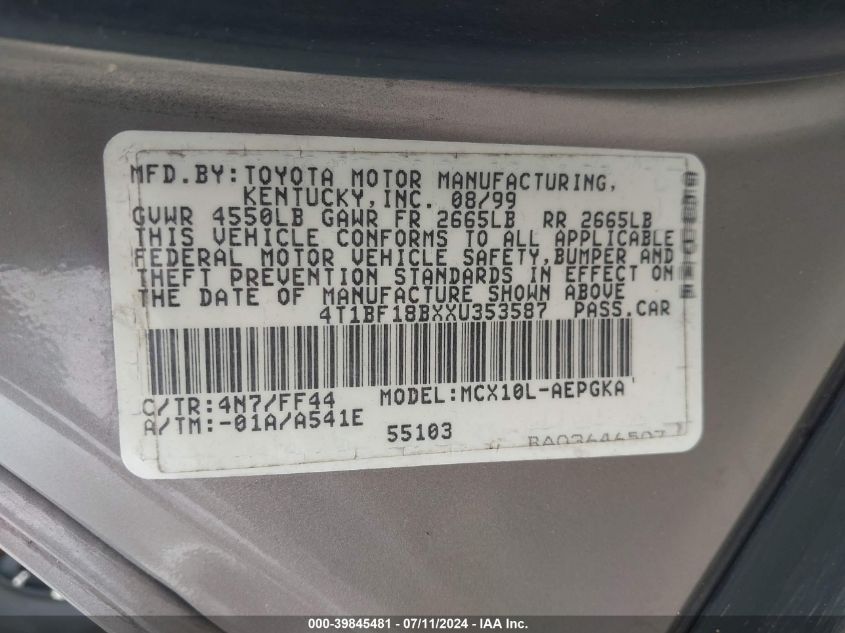 MFD.BY:TOYOTA MOTOR MANUFACTURING,
KENTUCKY,INC. 08/99
GVWR 4550LB GAWR FR 2665LB RR 2665LB
THIS VEHICLE CONFORMS TO ALL APPLICABLE
FEDERAL MOTOR VEHICLE SAFETY,BUMPER AND
THEFT PREVENTION STANDARDS IN EFFECT ON
THE DATE OF MANUFACTURE SHOWN ABOVE
4T1BF18BXXU353587 PASS.CAR
C/TR:4N7/FF44 MODEL:MCX10L-AEPGKA
A/TM:-01A/A541E
55103
000-39845481 - 07/11/2024 - IAA Inc.